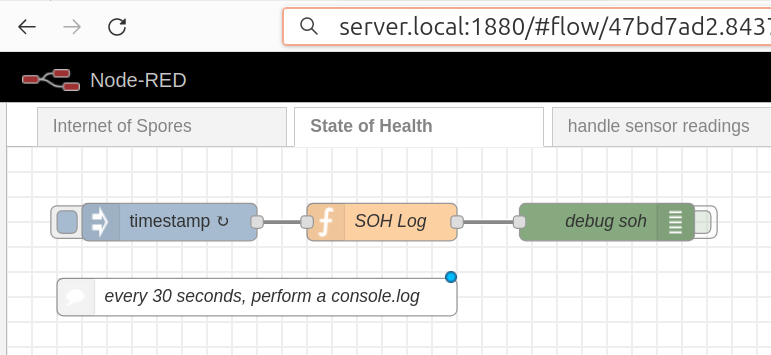 server.local:1880/#flow/47bd7ad2.8437
Node-RED
Internet of Spores
State of Health
handle sensor readings
timestamp ↻
SOH Log
debug soh
every 30 seconds, perform a console.log